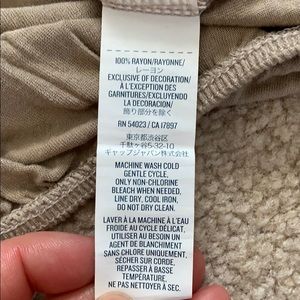 100% RAYON/RAYONNE/
レーヨン
EXCLUSIVE OF DECORATION/
À L'EXCEPTION DES
GARNITURES/EXCLUYENDO
LA DECORACION/
飾り部分を除く
RN 54023 / CA 17897
東京都渋谷区
千駄ヶ谷5-32-10
ギャップジャパン株式会社
MACHINE WASH COLD
GENTLE CYCLE,
ONLY NON-CHLORINE
BLEACH WHEN NEEDED,
LINE DRY, COOL IRON,
DO NOT DRY CLEAN.
LAVER À LA MACHINE À L'EAU
FROIDE AU CYCLE DÉLICAT,
UTILISER AU BESOIN UN
AGENT DE BLANCHIMENT
SANS CHLORE UNIQUEMENT,
SÉCHER SUR CORDE,
REPASSER À BASSE
TEMPÉRATURE,
NE PAS NETTOYER À SEC.